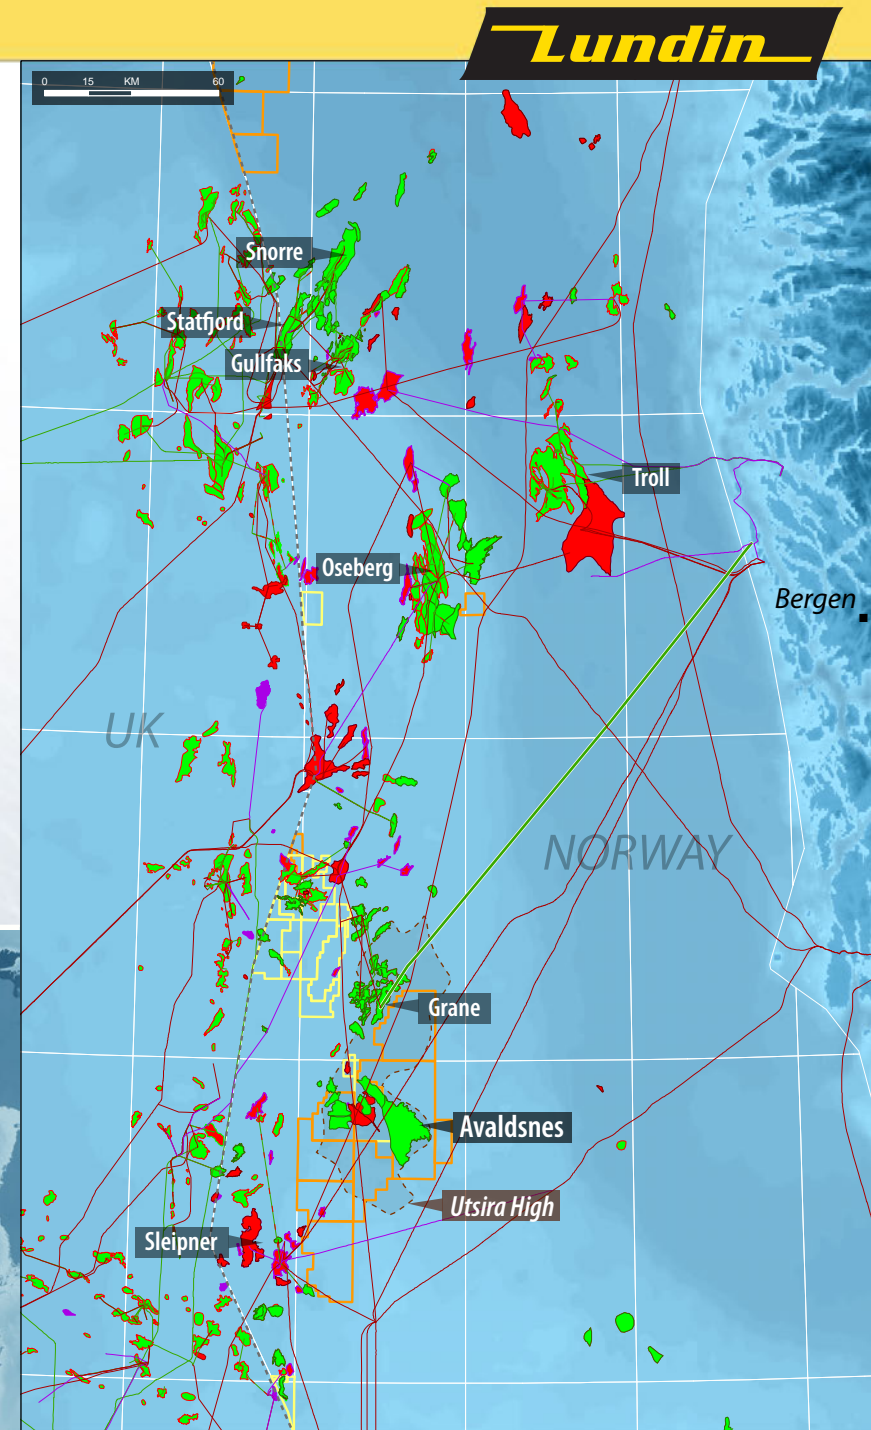 Lundin
0 15 KM 60
Snorre
Statfjord
Gullfaks
Troll
Oseberg
Bergen
UK
NORWAY
Grane
Avaldsnes
Utsira High
Sleipner